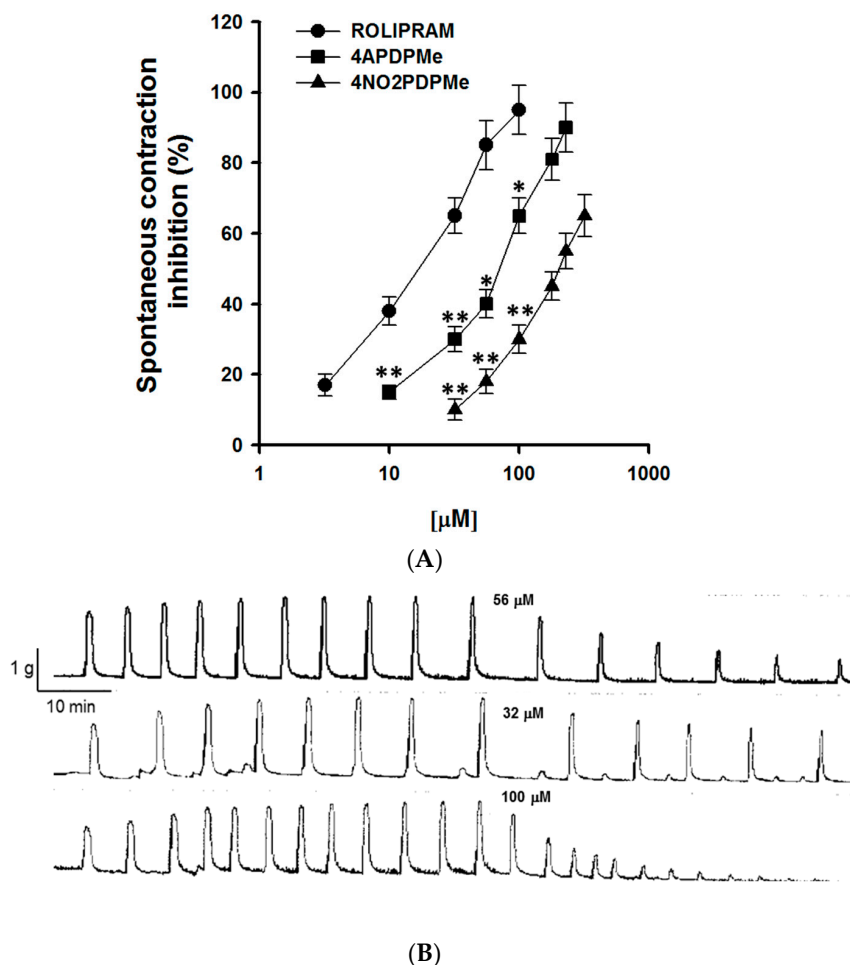 ROLIPRAM
4APDPMe
4NO2PDPMe
120
100
80
60
40
20
0
Spontaneous contraction
inhibition (%)
**
**
*
*
**
**
**
1
10
100
1000
[µM]
(A)
56 µM
1 g
10 min
32 µM
100 µM
(B)